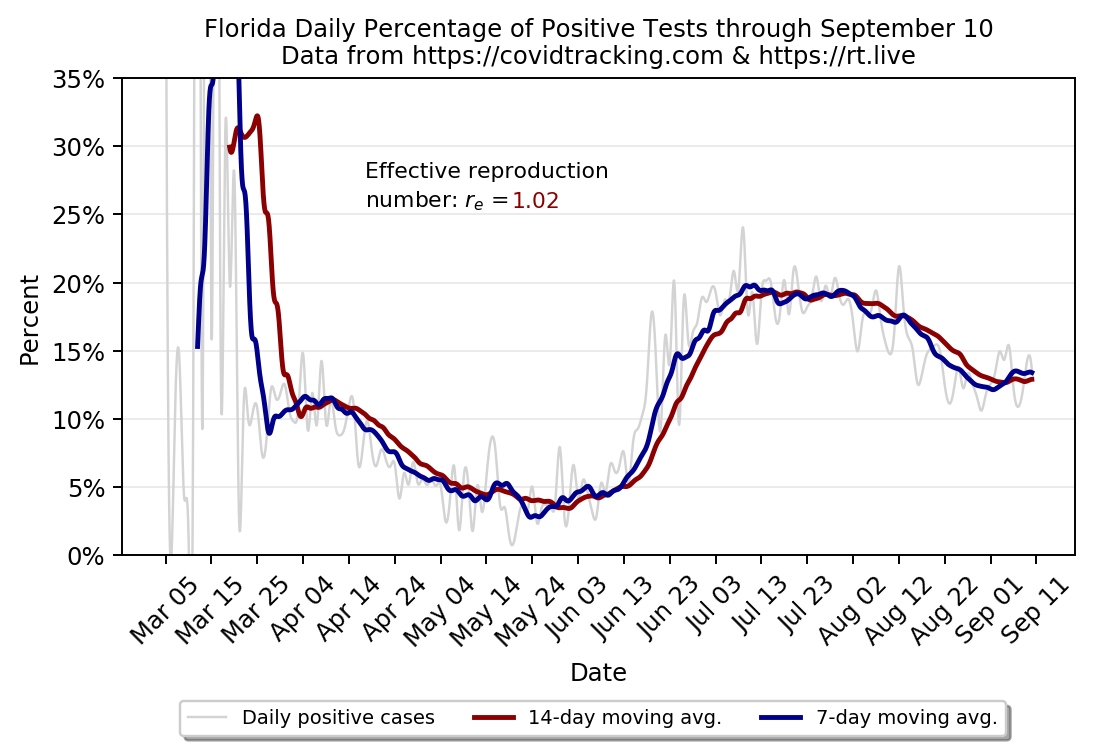 Florida Daily Percentage of Positive Tests through September 10
Data from https://covidtracking.com & https://rt.live
35%
30%
25%
20%
15%
10%
5%
0%
Percent
Effective reproduction
number: rₑ =1.02
Mar 05
Mar 15
Mar 25
Apr 04
Apr 14
Apr 24
May 04
May 14
May 24
Jun 03
Jun 13
Jun 23
Jul 03
Jul 13
Jul 23
Aug 02
Aug 12
Aug 22
Sep 01
Sep 11
Date
Daily positive cases
14-day moving avg.
7-day moving avg.